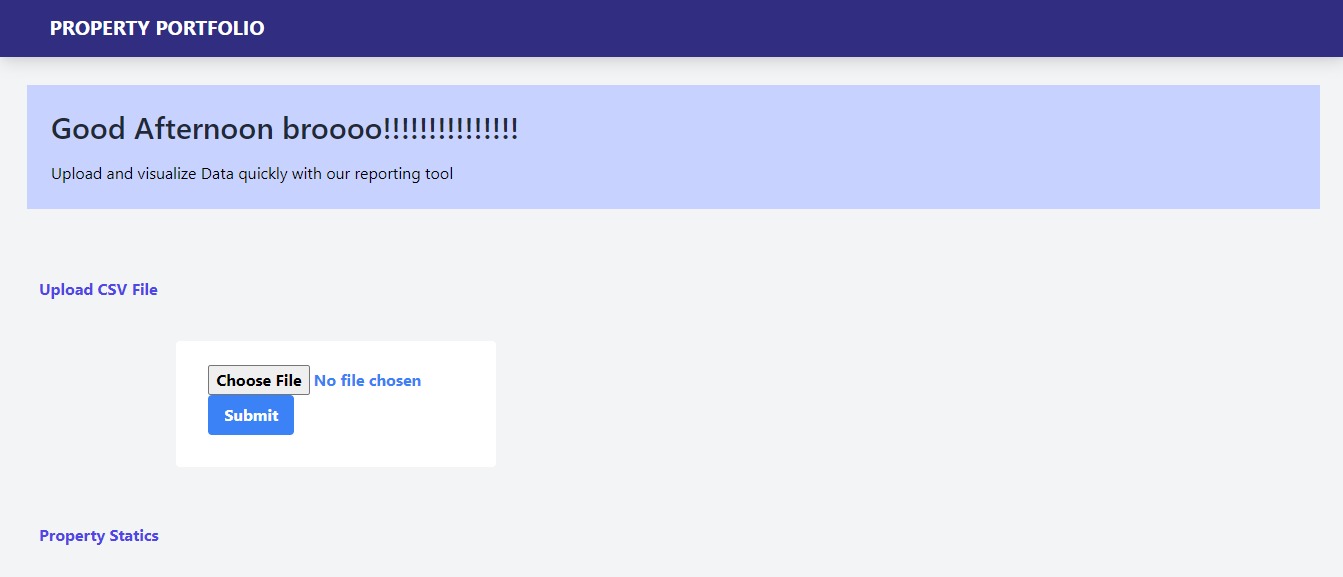 PROPERTY PORTFOLIO
Good Afternoon broooo!!!!!!!!!!!!!!!
Upload and visualize Data quickly with our reporting tool
Upload CSV File
Choose File No file chosen
Submit
Property Statics